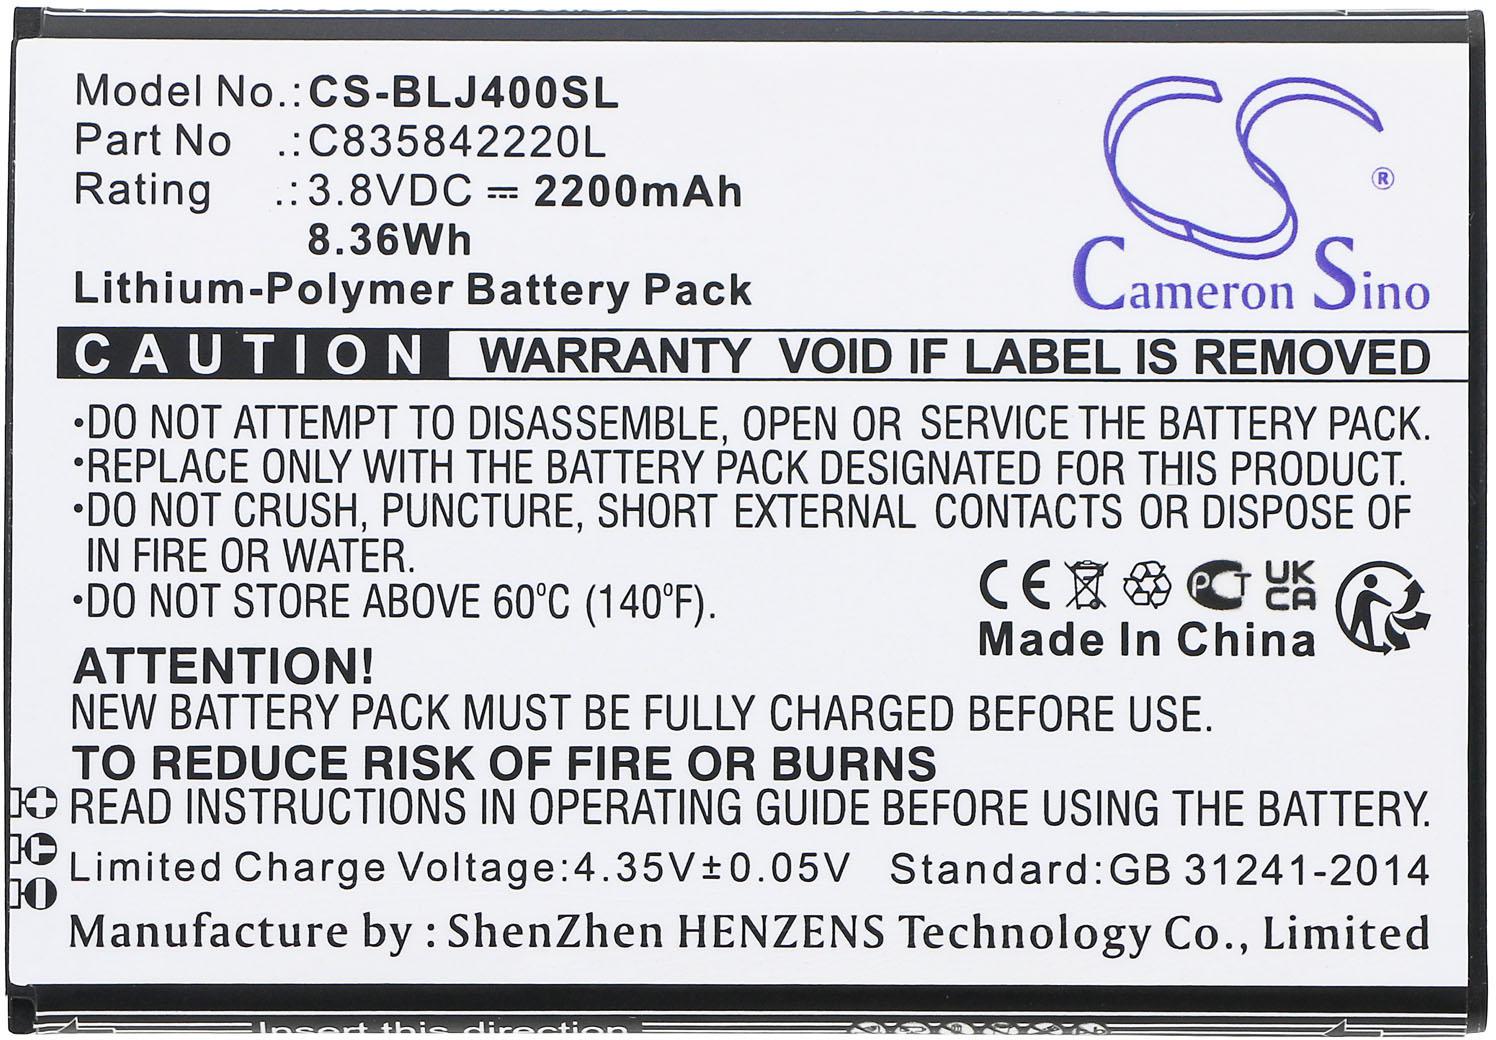 Model No.:CS-BLJ400SL
Part No .:C835842220L
Rating .:3.8VDC ⎓ 2200mAh
8.36Wh
Lithium-Polymer Battery Pack
CS
®
Cameron Sino
CAUTION WARRANTY VOID IF LABEL IS REMOVED
•DO NOT ATTEMPT TO DISASSEMBLE, OPEN OR SERVICE THE BATTERY PACK.
•REPLACE ONLY WITH THE BATTERY PACK DESIGNATED FOR THIS PRODUCT.
•DO NOT CRUSH, PUNCTURE, SHORT EXTERNAL CONTACTS OR DISPOSE OF
IN FIRE OR WATER.
•DO NOT STORE ABOVE 60°C (140°F).
CE PCT UK
CA
Made In China
ATTENTION!
NEW BATTERY PACK MUST BE FULLY CHARGED BEFORE USE.
TO REDUCE RISK OF FIRE OR BURNS
READ INSTRUCTIONS IN OPERATING GUIDE BEFORE USING THE BATTERY.
Limited Charge Voltage:4.35V±0.05V Standard:GB 31241-2014
Manufacture by : ShenZhen HENZENS Technology Co., Limited
Insert this direction